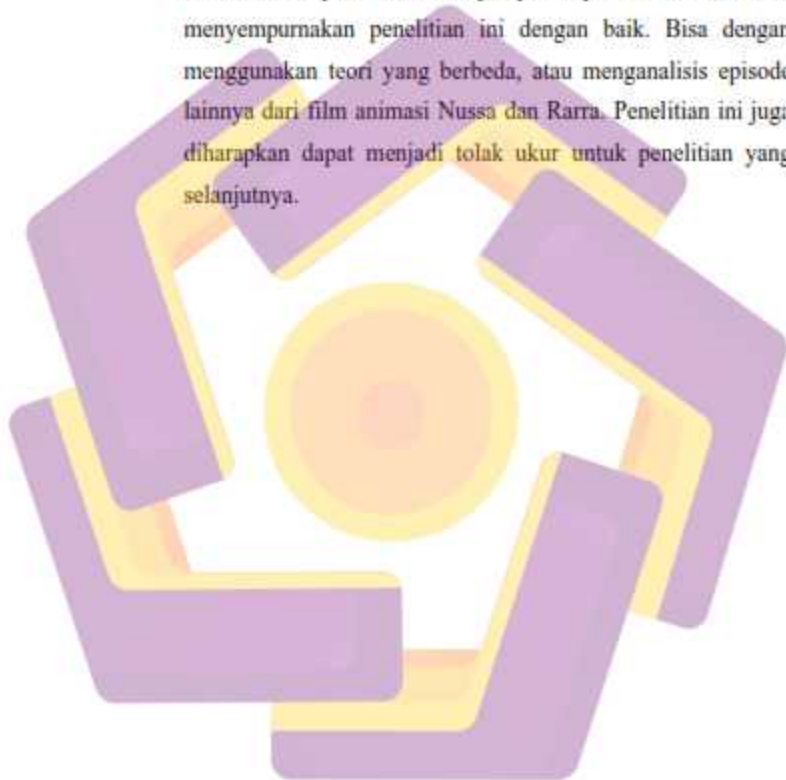 menyempurnakan penelitian ini dengan baik. Bisa dengan
menggunakan teori yang berbeda, atau menganalisis episode
lainnya dari film animasi Nussa dan Rarra. Penelitian ini juga
diharapkan dapat menjadi tolak ukur untuk penelitian yang
selanjutnya.